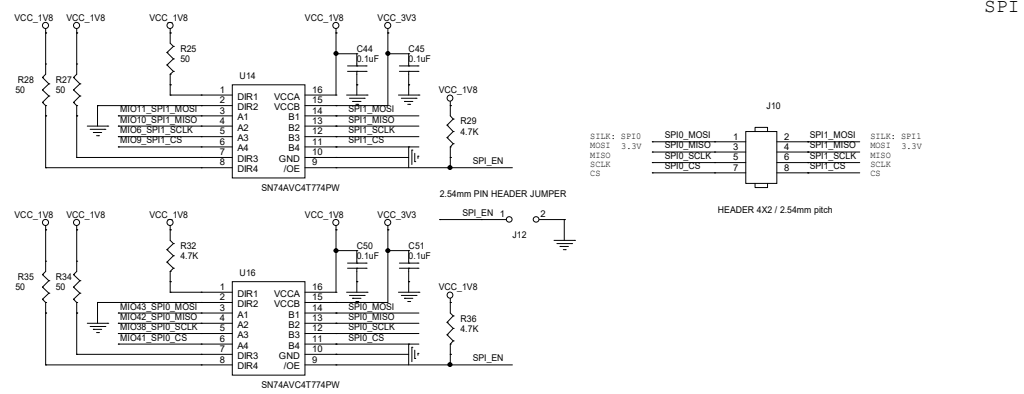 SPI
VCC_1V8 VCC_1V8 VCC_1V8 VCC_1V8 VCC_3V3
R28
50
R27
50
R25
50
C44
0.1uF
C45
0.1uF
VCC_1V8
R29
4.7K
U14
1 DIR1 VCCA 16
2 DIR2 VCCB 15
MIO11_SPI1_MOSI 3 A1 B1 14 SPI1_MOSI
MIO10_SPI1_MISO 4 A2 B2 13 SPI1_MISO
MIO6_SPI1_SCLK 5 A3 B3 12 SPI1_SCLK
MIO9_SPI1_CS 6 A4 B4 11 SPI1_CS
7 DIR3 GND 10
8 DIR4 /OE 9 SPI_EN
SN74AVC4T774PW
J10
SILK: SPI0 SPI0_MOSI 1 2 SPI1_MOSI SILK: SPI1
MOSI 3.3V SPI0_MISO 3 4 SPI1_MISO MOSI 3.3V
MISO SPI0_SCLK 5 6 SPI1_SCLK MISO
SCLK SPI0_CS 7 8 SPI1_CS SCLK
CS CS
HEADER 4X2 / 2.54mm pitch
2.54mm PIN HEADER JUMPER
SPI_EN 1 2
J12
VCC_1V8 VCC_1V8 VCC_1V8 VCC_1V8 VCC_3V3
R35
50
R34
50
R32
4.7K
C50
0.1uF
C51
0.1uF
VCC_1V8
R36
4.7K
U16
1 DIR1 VCCA 16
2 DIR2 VCCB 15
MIO43_SPI0_MOSI 3 A1 B1 14 SPI0_MOSI
MIO42_SPI0_MISO 4 A2 B2 13 SPI0_MISO
MIO38_SPI0_SCLK 5 A3 B3 12 SPI0_SCLK
MIO41_SPI0_CS 6 A4 B4 11 SPI0_CS
7 DIR3 GND 10
8 DIR4 /OE 9 SPI_EN
SN74AVC4T774PW